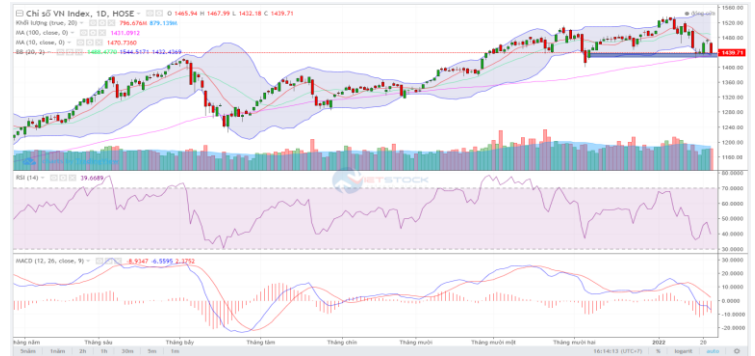 Chỉ số VN Index, 1D, HOSE O 1465.94 H 1467.99 L 1432.18 C 1439.71
Khối lượng (true, 20) 796.676M 879.139M
MA (100, close, 0) 1431.0912
MA (10, close, 0) 1470.7360
BB (20, 2) 1544.5171 1432.4369
1560.00
1520.00
1480.00
1439.71
1400.00
1360.00
1320.00
1280.00
1240.00
1200.00
1160.00
VIETSTOCK
RSI (14) 39.6689
80.0000
70.0000
60.0000
50.0000
40.0000
30.0000
MACD (12, 26, close, 9) -8.9347 -6.5595 2.3752
30.0000
20.0000
10.0000
0.0000
-10.0000
-20.0000
tháng năm Tháng sáu Tháng bảy Tháng tám Tháng chín Tháng mười Tháng mười một Tháng mười hai 2022
5năm 1năm 2h 1h 30m 5m 1m 16:14:13 (UTC+7) % logarit auto